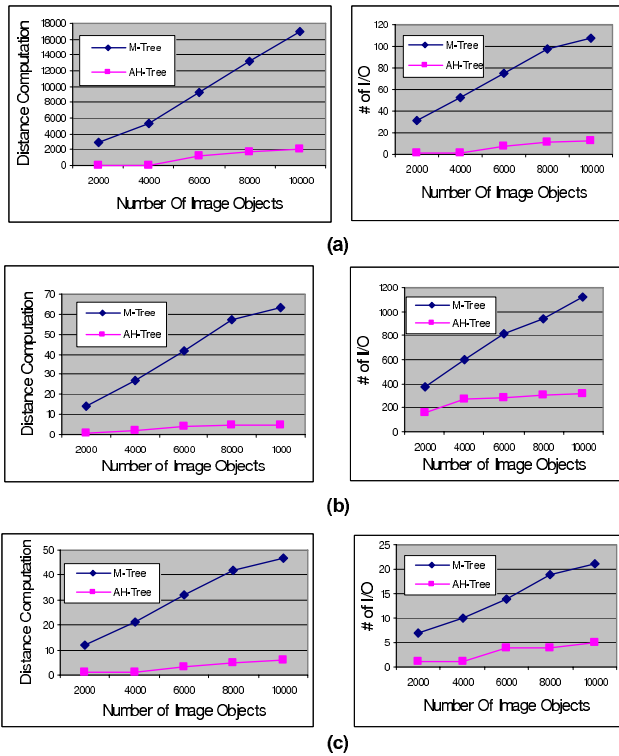 18000
16000
14000
12000
10000
8000
6000
4000
2000
0
Distance Computation
M-Tree
AH-Tree
2000 4000 6000 8000 10000
Number Of Image Objects
120
100
80
60
40
20
0
# of I/O
M-Tree
AH-Tree
2000 4000 6000 8000 10000
Number Of Image Objects
(a)
70
60
50
40
30
20
10
0
Distance Computation
M-Tree
AH-Tree
2000 4000 6000 8000 1000
Number of Image Objects
1200
1000
800
600
400
200
0
# of I/O
M-Tree
AH-Tree
2000 4000 6000 8000 10000
Number of Image Objects
(b)
50
40
30
20
10
0
Distance Computation
M-Tree
AH-Tree
2000 4000 6000 8000 10000
Number of Image Objects
25
20
15
10
5
0
# of I/O
M-Tree
AH-Tree
2000 4000 6000 8000 10000
Number Of Image Objects
(c)